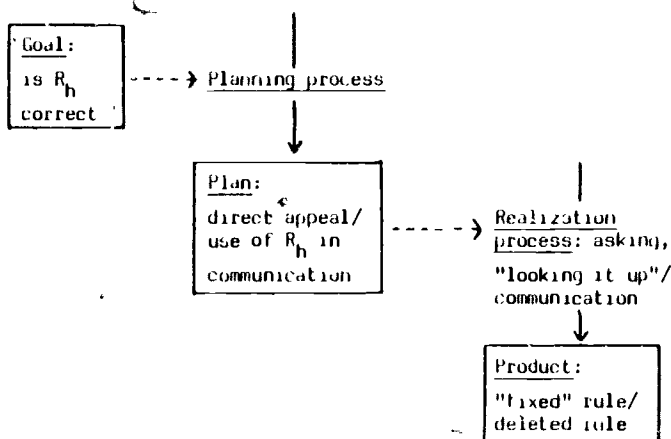 Goal:
is R_h
correct
Planning process
Plan:
direct appeal/
use of R_h in
communication
Realization
process: asking,
"looking it up"/
communication
Product:
"fixed" rule/
deleted rule